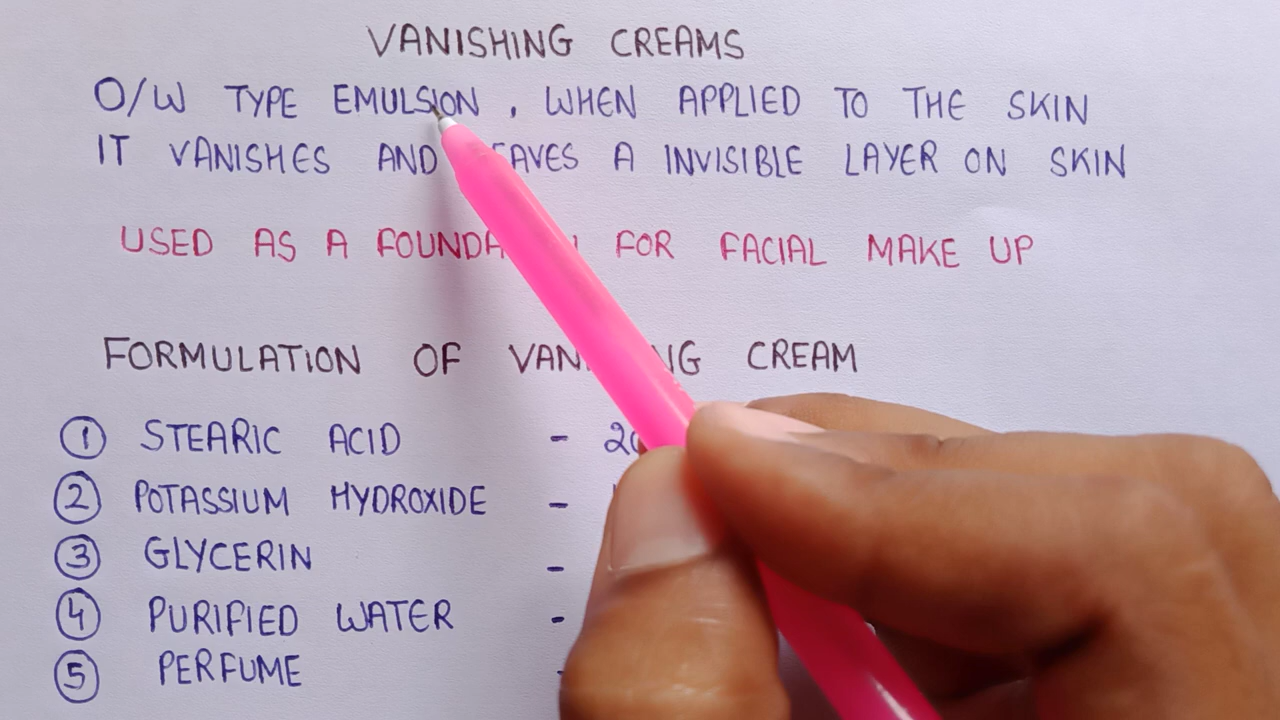 VANISHING CREAMS
O/W TYPE EMULSION, WHEN APPLIED TO THE SKIN
IT VANISHES AND LEAVES A INVISIBLE LAYER ON SKIN
USED AS A FOR FACIAL MAKE UP
FORMULATION OF CREAM
1 STEARIC ACID -
2 POTASSIUM HYDROXIDE -
3 GLYCERIN -
4 PURIFIED WATER -
5 PERFUME -